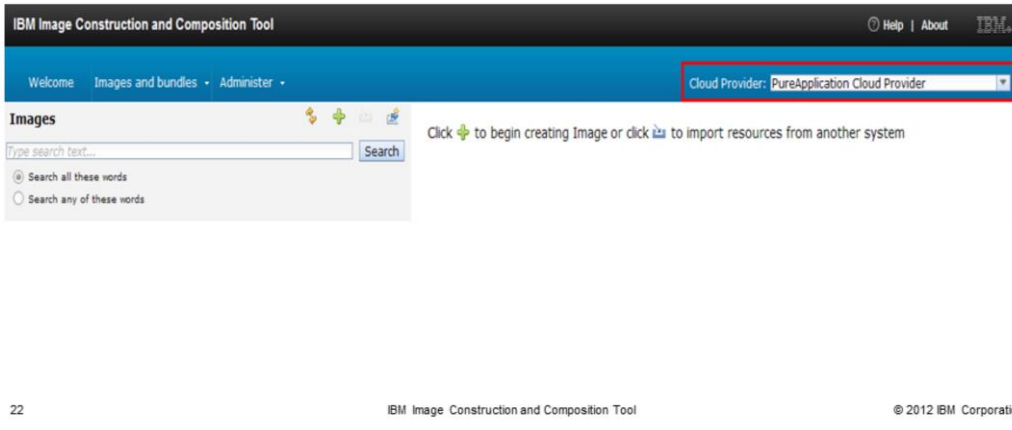 IBM Image Construction and Composition Tool
Help | About IBM
Welcome Images and bundles Administer
Cloud Provider: PureApplication Cloud Provider
Images
Type search text...
Search
Search all these words
Search any of these words
Click to begin creating Image or click to import resources from another system
22
IBM Image Construction and Composition Tool
© 2012 IBM Corporati